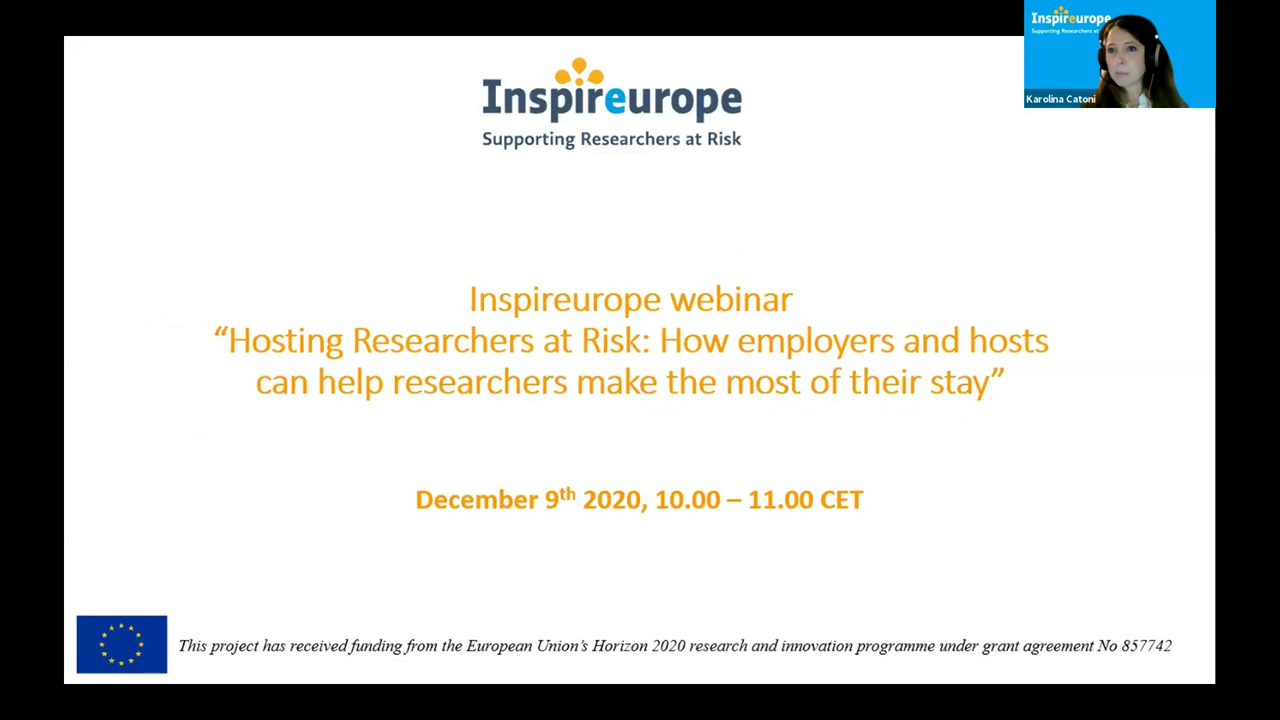 Inspireurope
Supporting Researchers at Risk
Inspireurope
Supporting Researchers at
Karolina Catoni
Inspireurope webinar
“Hosting Researchers at Risk: How employers and hosts
can help researchers make the most of their stay”
December 9th 2020, 10.00 – 11.00 CET
This project has received funding from the European Union’s Horizon 2020 research and innovation programme under grant agreement No 857742